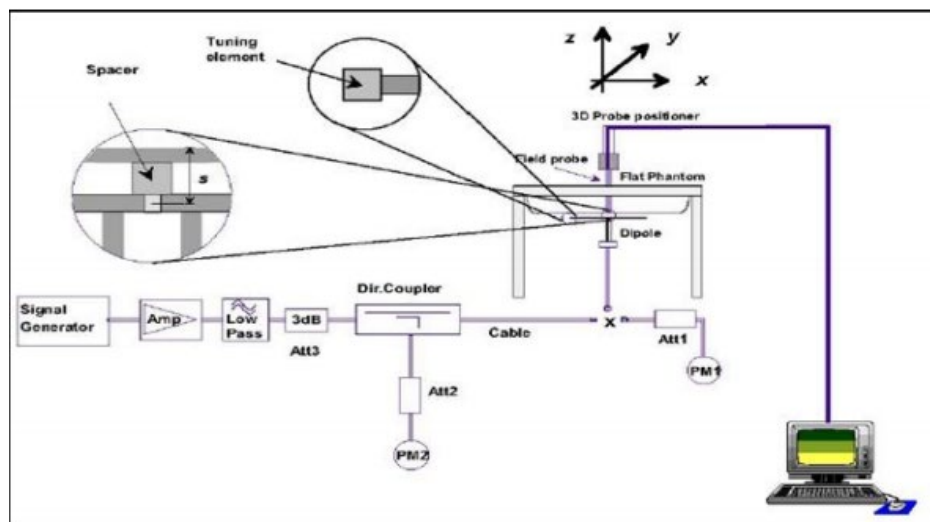 Tuning
element
Spacer
s
z
y
x
3D Probe positioner
Field probe
Flat Phantom
Dipole
Signal
Generator
Amp
Low
Pass
3dB
Att3
Dir.Coupler
Cable
X
Att1
PM1
Att2
PM2